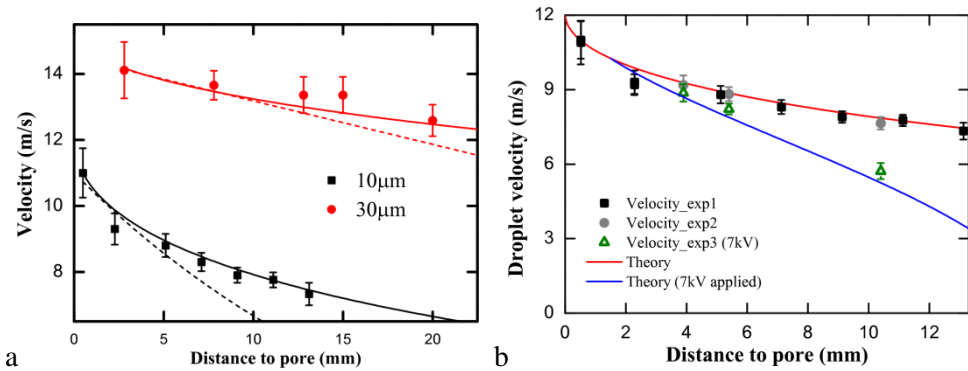 14
12
10
8
Velocity (m/s)
10μm
30μm
0
5
10
15
20
Distance to pore (mm)
a
12
9
6
3
0
Droplet velocity (m/s)
Velocity_exp1
Velocity_exp2
Velocity_exp3 (7kV)
Theory
Theory (7kV applied)
0
2
4
6
8
10
12
Distance to pore (mm)
b